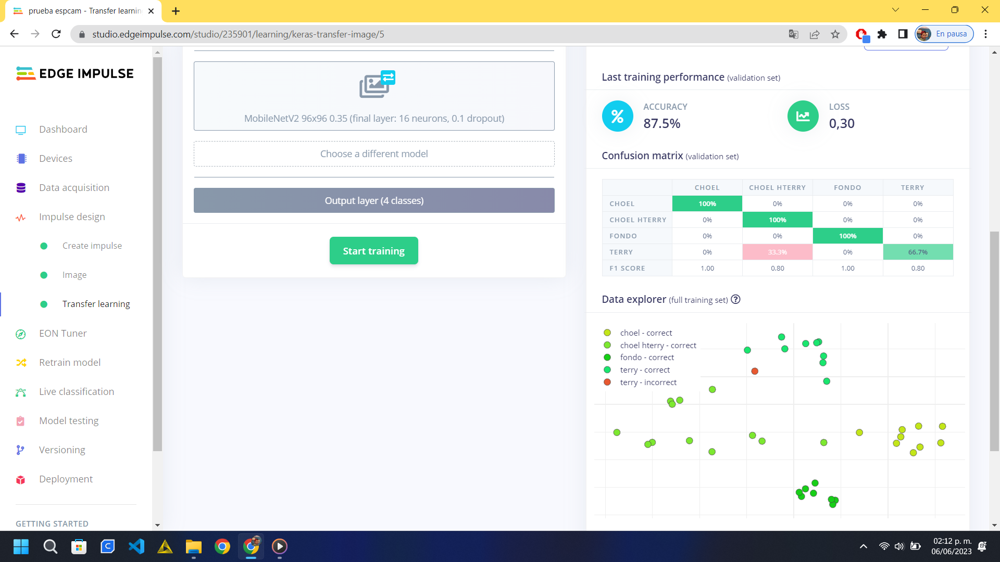 prueba espcam - Transfer learnin
studio.edgeimpulse.com/studio/235901/learning/keras-transfer-image/5
En pausa
EDGE IMPULSE
Dashboard
Devices
Data acquisition
Impulse design
Create impulse
Image
Transfer learning
EON Tuner
Retrain model
Live classification
Model testing
Versioning
Deployment
GETTING STARTED
MobileNetV2 96x96 0.35 (final layer: 16 neurons, 0.1 dropout)
Choose a different model
Output layer (4 classes)
Start training
Last training performance (validation set)
%
ACCURACY
87.5%
LOSS
0,30
Confusion matrix (validation set)
CHOEL CHOEL HTERRY FONDO TERRY
CHOEL 100% 0% 0% 0%
CHOEL HTERRY 0% 100% 0% 0%
FONDO 0% 0% 100% 0%
TERRY 0% 33.3% 0% 66.7%
F1 SCORE 1.00 0.80 1.00 0.80
Data explorer (full training set) ?
choel - correct
choel hterry - correct
fondo - correct
terry - correct
terry - incorrect
02:12 p. m.
06/06/2023